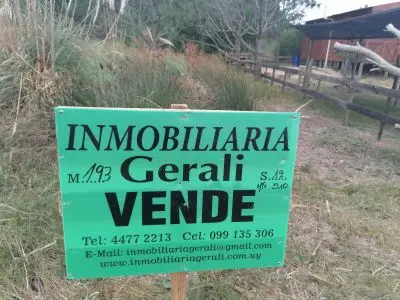 INMOBILIARIA
Gerali
M.193
S.19
VENDE
Tel: 4477 2213 Cel: 099 135 306
E-Mail: inmobiliariagerali@gmail.com
www.inmobiliariagerali.com.uy